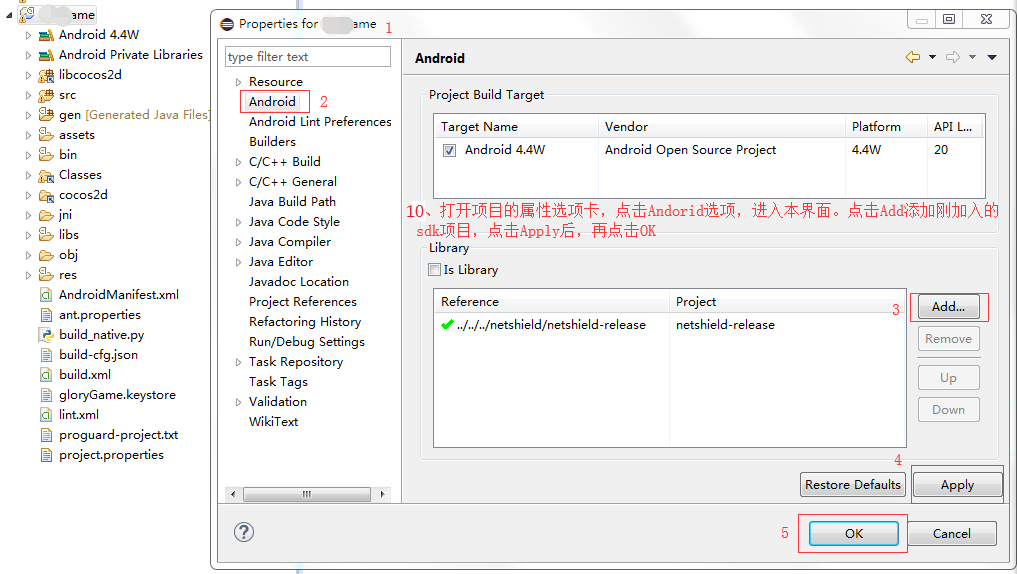 ame
Android 4.4W
Android Private Libraries
libcocos2d
src
gen [Generated Java Files]
assets
bin
Classes
cocos2d
jni
libs
obj
res
AndroidManifest.xml
ant.properties
build_native.py
build-cfg.json
build.xml
gloryGame.keystore
lint.xml
proguard-project.txt
project.properties
Properties for ame 1
type filter text
Resource
Android 2
Android Lint Preferences
Builders
C/C++ Build
C/C++ General
Java Build Path
Java Code Style
Java Compiler
Java Editor
Javadoc Location
Project References
Refactoring History
Run/Debug Settings
Task Repository
Task Tags
Validation
WikiText
Android
Project Build Target
Target Name Vendor Platform API L...
Android 4.4W Android Open Source Project 4.4W 20
10、打开项目的属性选项卡，点击Andorid选项，进入本界面。点击Add添加刚加入的
sdk项目，点击Apply后，再点击OK
Library
Is Library
Reference Project
../../../netshield/netshield-release netshield-release
3 Add...
Remove
Up
Down
4
Restore Defaults Apply
5 OK Cancel